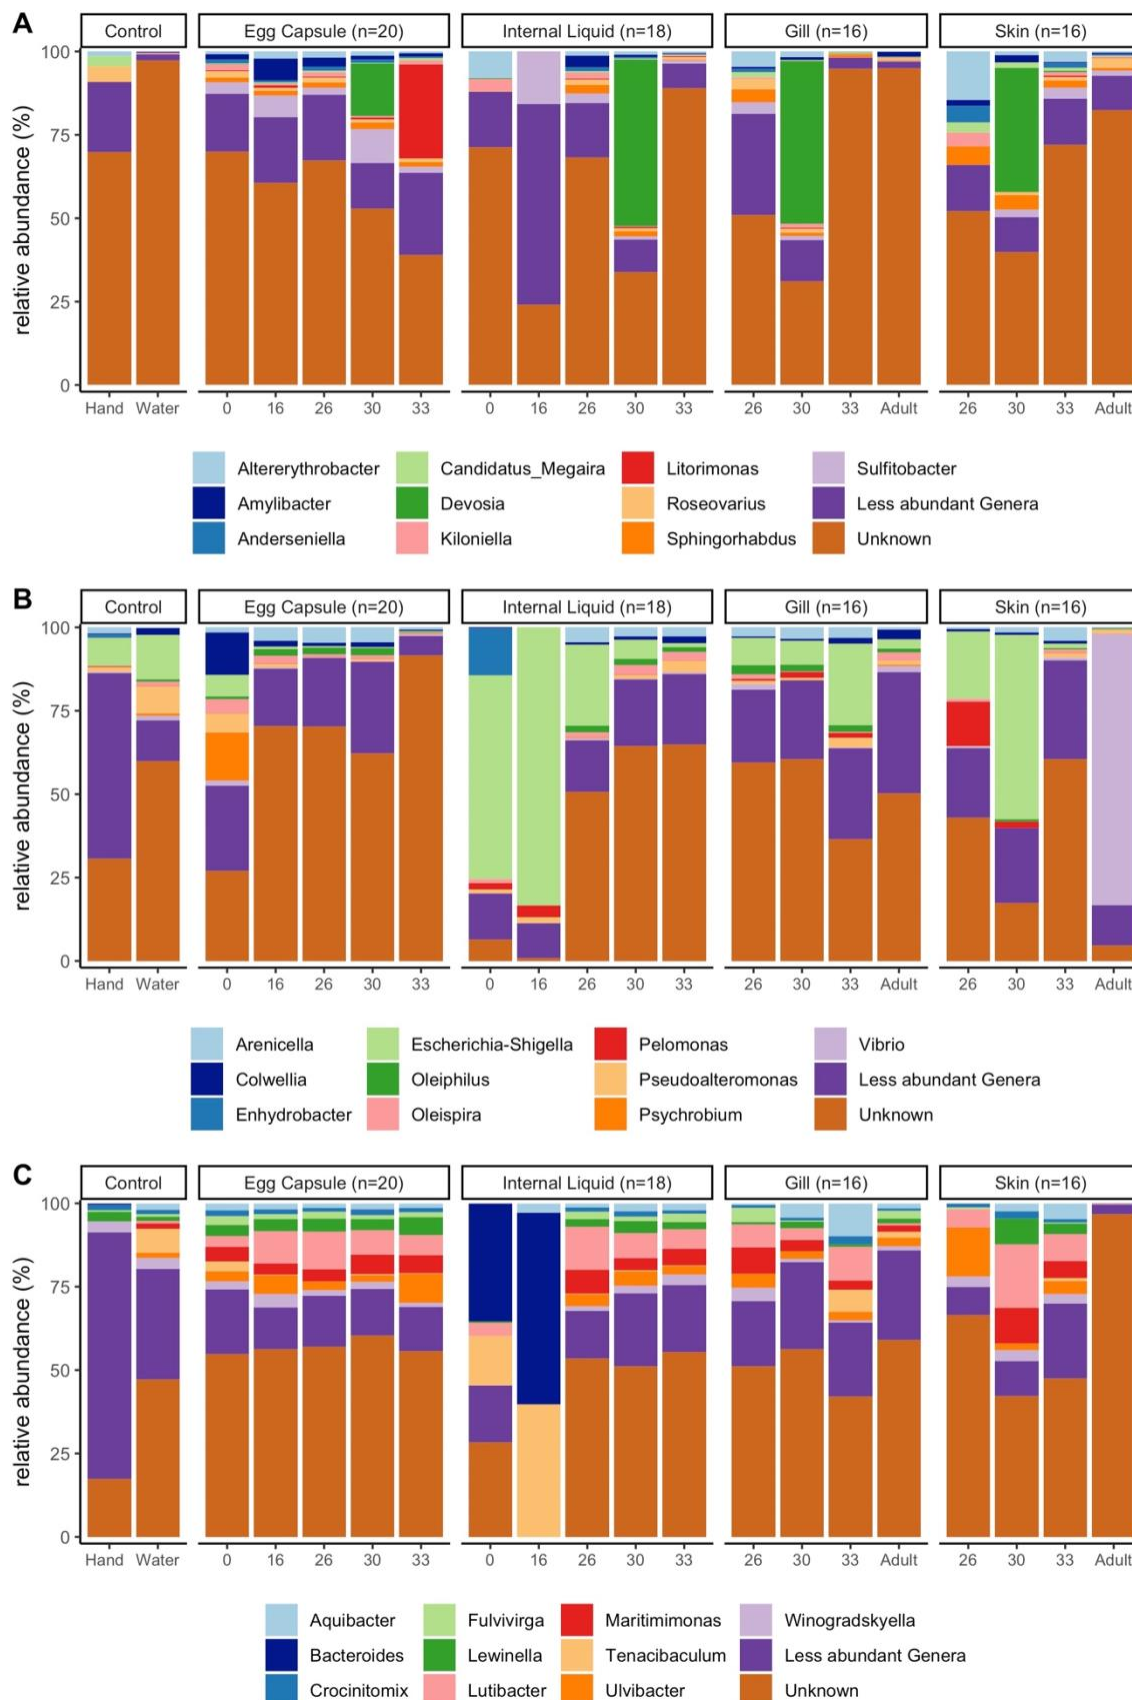 A
Control
Egg Capsule (n=20)
Internal Liquid (n=18)
Gill (n=16)
Skin (n=16)
relative abundance (%)
100
75
50
25
0
Hand Water 0 16 26 30 33 0 16 26 30 33 26 30 33 Adult 26 30 33 Adult
Altererythrobacter Candidatus_Megaira Litorimonas Sulfitobacter
Amylibacter Devosia Roseovarius Less abundant Genera
Anderseniella Kiloniella Sphingorhabdus Unknown
B
Control
Egg Capsule (n=20)
Internal Liquid (n=18)
Gill (n=16)
Skin (n=16)
relative abundance (%)
100
75
50
25
0
Hand Water 0 16 26 30 33 0 16 26 30 33 26 30 33 Adult 26 30 33 Adult
Arenicella Escherichia-Shigella Pelomonas Vibrio
Colwellia Oleiphilus Pseudoalteromonas Less abundant Genera
Enhydrobacter Oleispira Psychrobium Unknown
C
Control
Egg Capsule (n=20)
Internal Liquid (n=18)
Gill (n=16)
Skin (n=16)
relative abundance (%)
100
75
50
25
0
Hand Water 0 16 26 30 33 0 16 26 30 33 26 30 33 Adult 26 30 33 Adult
Aquibacter Fulvivirga Maritimimonas Winogradskyella
Bacteroides Lewinella Tenacibaculum Less abundant Genera
Crocinitomix Lutibacter Ulvibacter Unknown